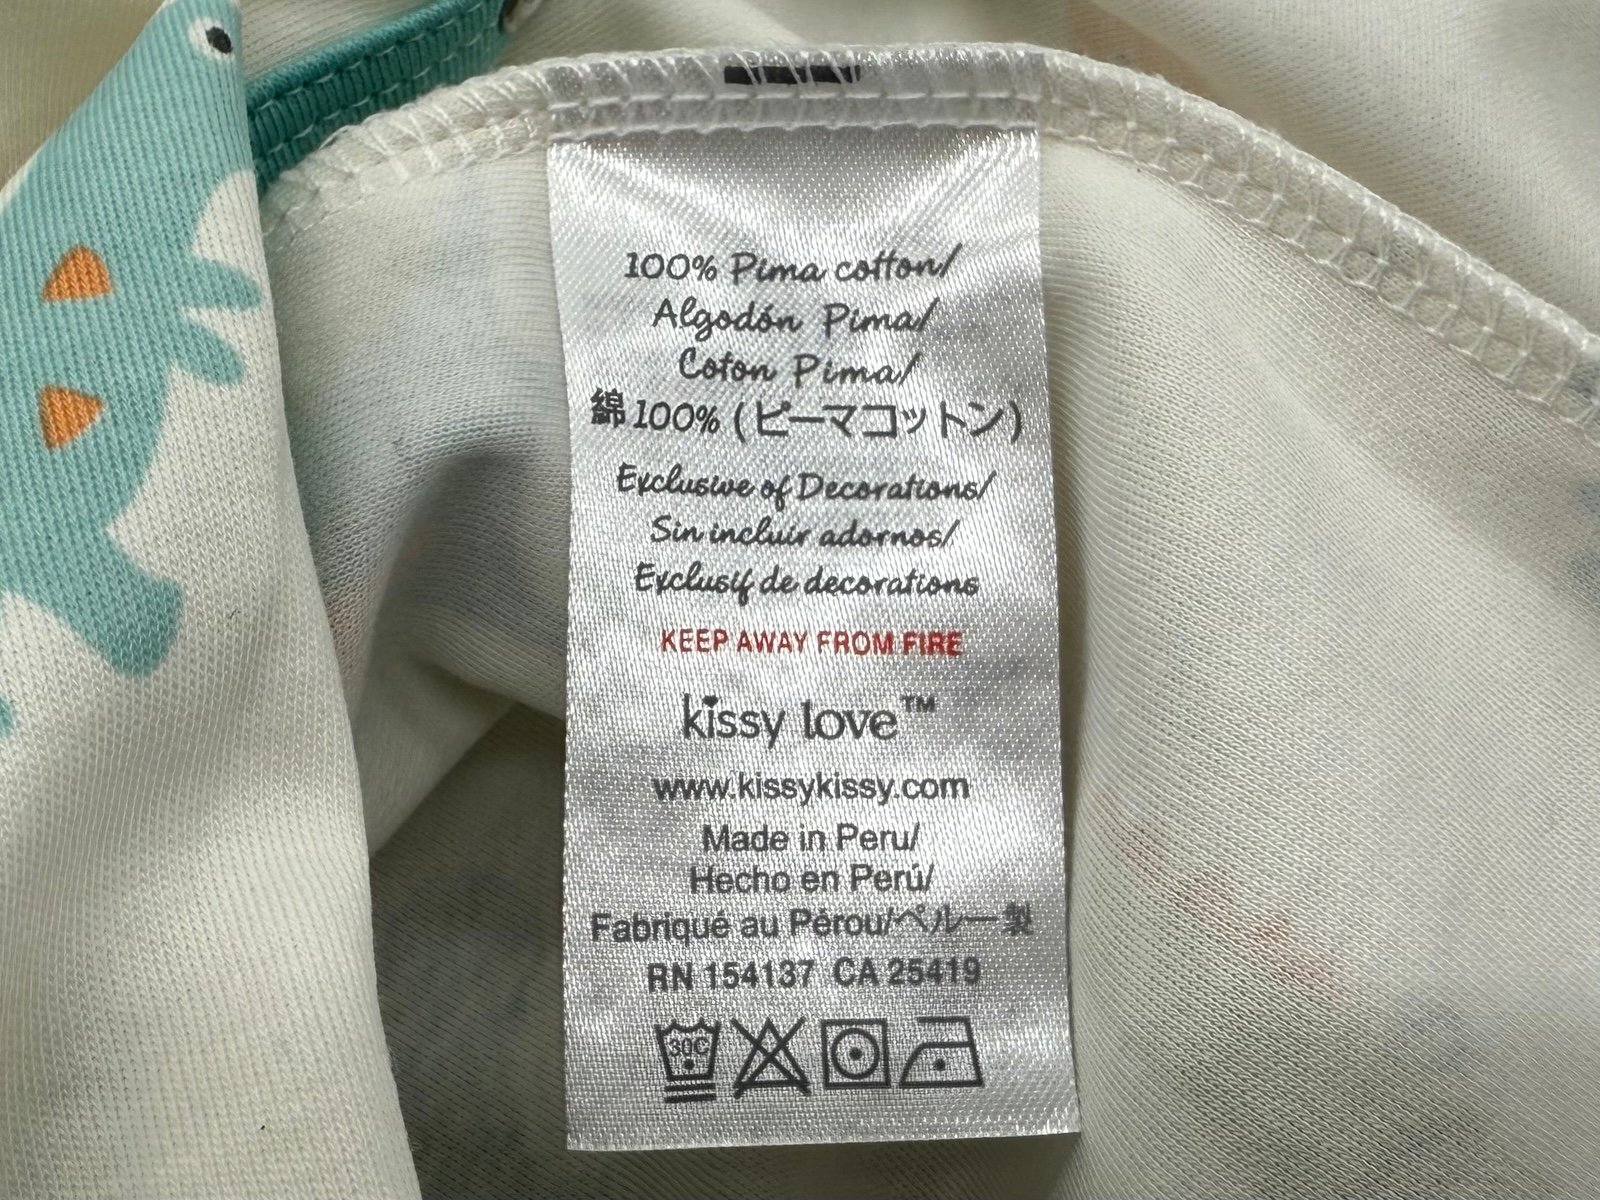 100% Pima cotton/
Algodón Pima/
Coton Pima/
綿100% (ピーマコットン)
Exclusive of Decorations/
Sin incluir adornos/
Exclusif de decorations
KEEP AWAY FROM FIRE
kissy love™
www.kissykissy.com
Made in Peru/
Hecho en Perú/
Fabriqué au Pérou/ペルー製
RN 154137 CA 25419
30C